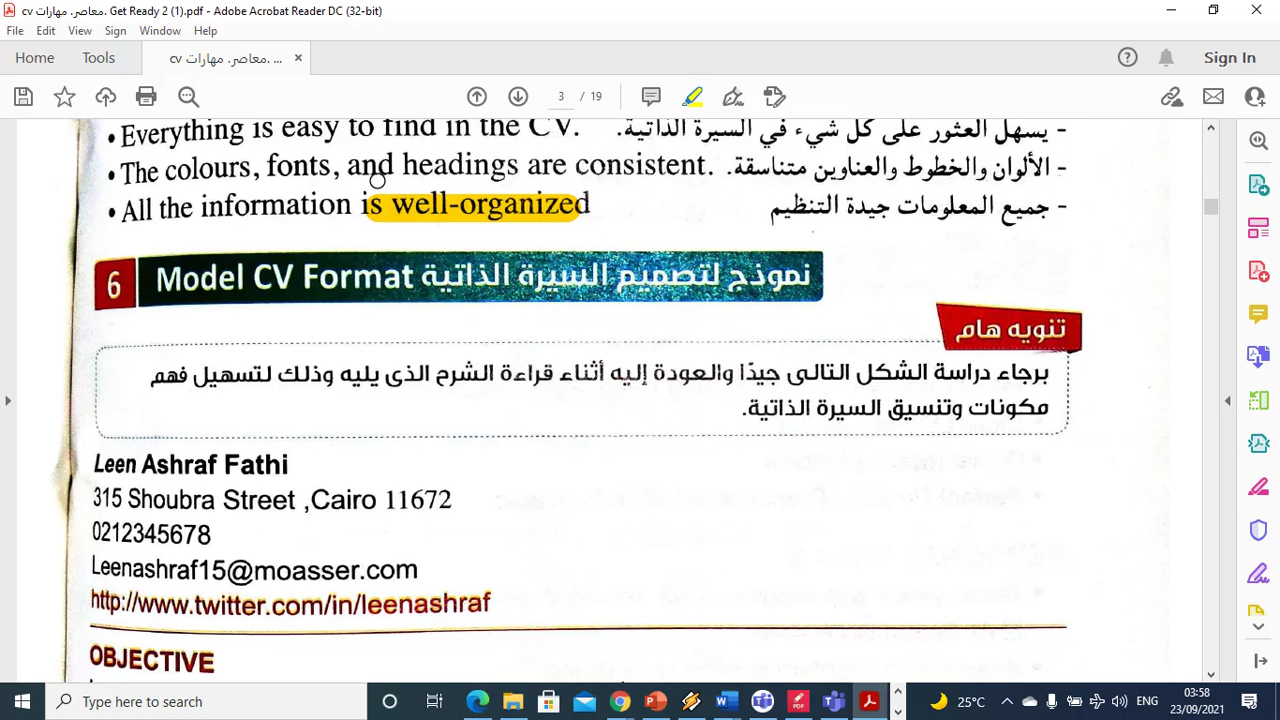 cv معاصر. مهارات. Get Ready 2 (1).pdf - Adobe Acrobat Reader DC (32-bit)
File Edit View Sign Window Help
Home Tools cv معاصر. مهارات. ... × Sign In
3 / 19
• Everything is easy to find in the CV. - يسهل العثور على كل شيء في السيرة الذاتية.
• The colours, fonts, and headings are consistent. - الألوان والخطوط والعناوين متناسقة.
• All the information is well-organized - جميع المعلومات جيدة التنظيم
6 Model CV Format نموذج لتصميم السيرة الذاتية
تنويه هام
برجاء دراسة الشكل التالى جيدًا والعودة إليه أثناء قراءة الشرح الذى يليه وذلك لتسهيل فهم
مكونات وتنسيق السيرة الذاتية.
Leen Ashraf Fathi
315 Shoubra Street ,Cairo 11672
0212345678
Leenashraf15@moasser.com
http://www.twitter.com/in/leenashraf
OBJECTIVE
Type here to search
25°C ENG 03:58
23/09/2021